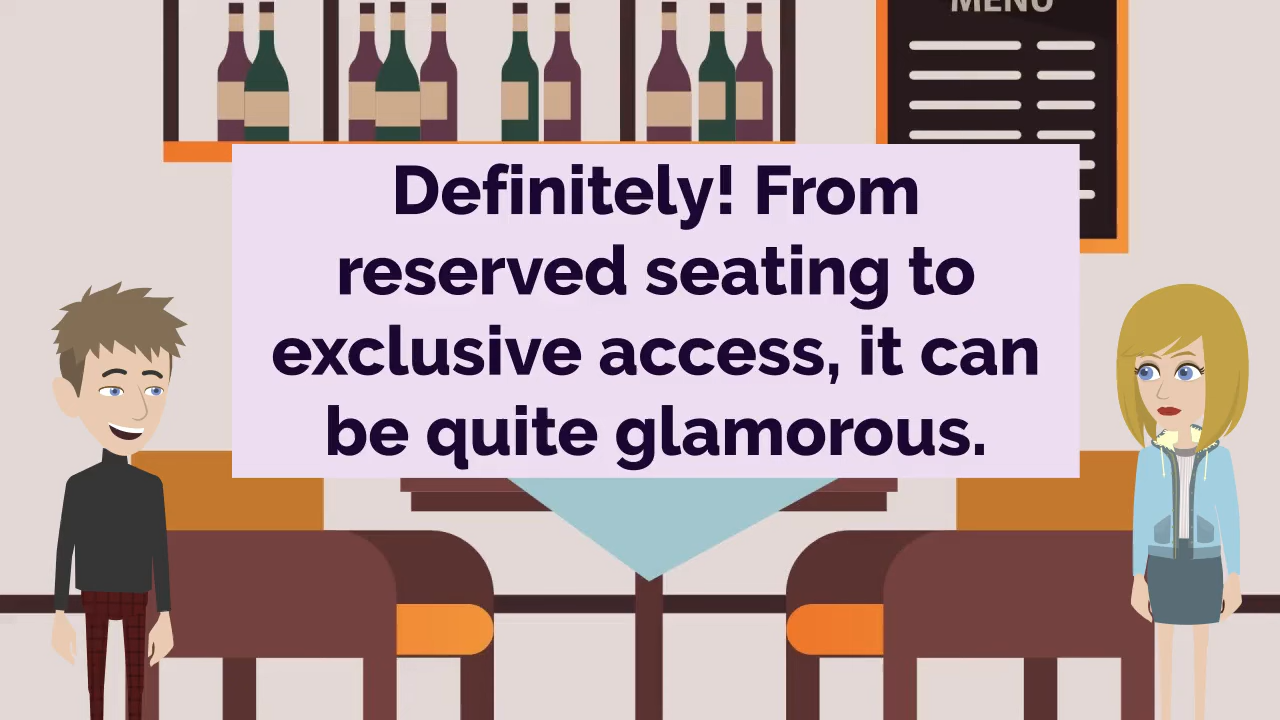 MENU
Definitely! From
reserved seating to
exclusive access, it can
be quite glamorous.